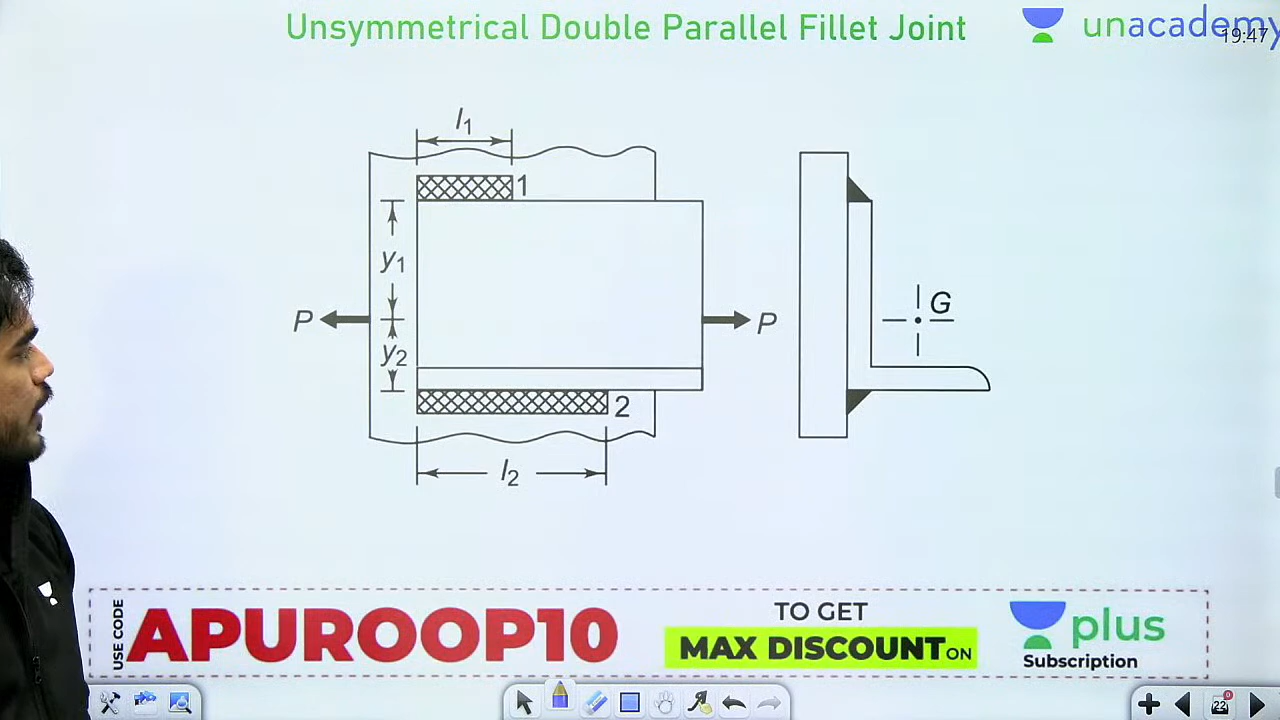 Unsymmetrical Double Parallel Fillet Joint
unacademy
19:47
l1
1
y1
P
P
G
y2
2
l2
USE CODE
APUROOP10
TO GET
MAX DISCOUNT ON
plus
Subscription
22